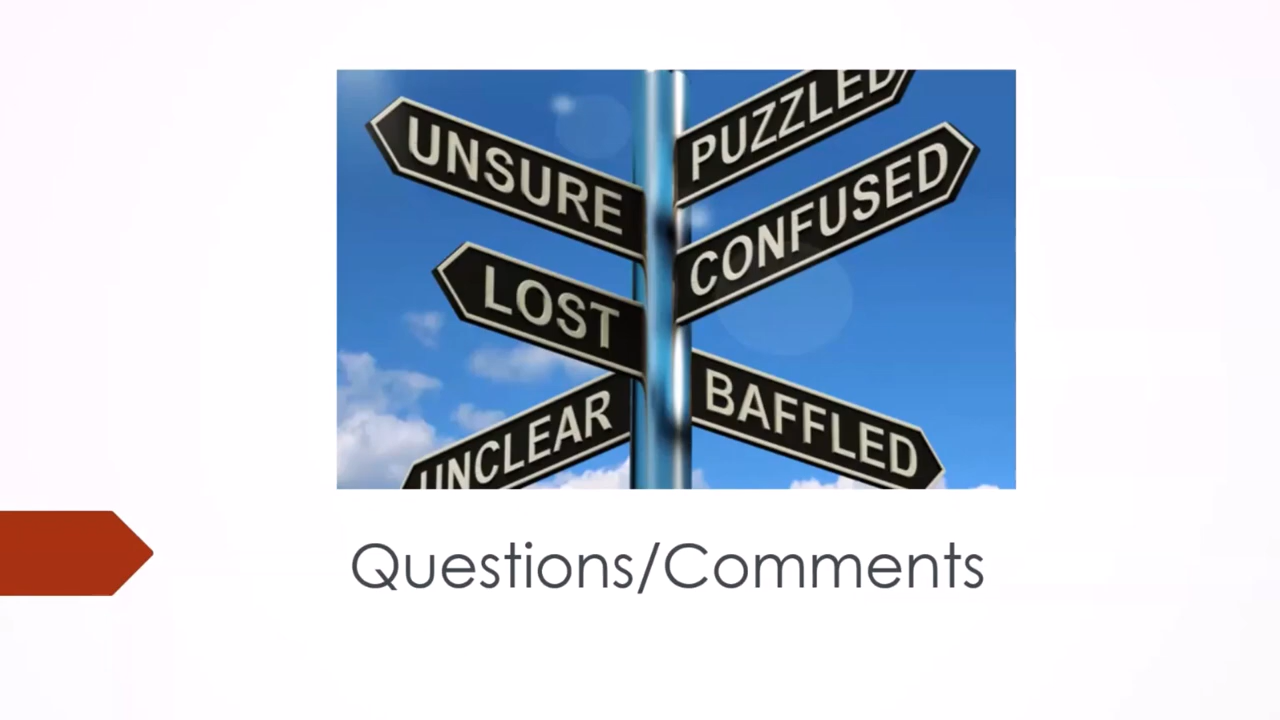 UNSURE
PUZZLED
CONFUSED
LOST
BAFFLED
UNCLEAR
Questions/Comments